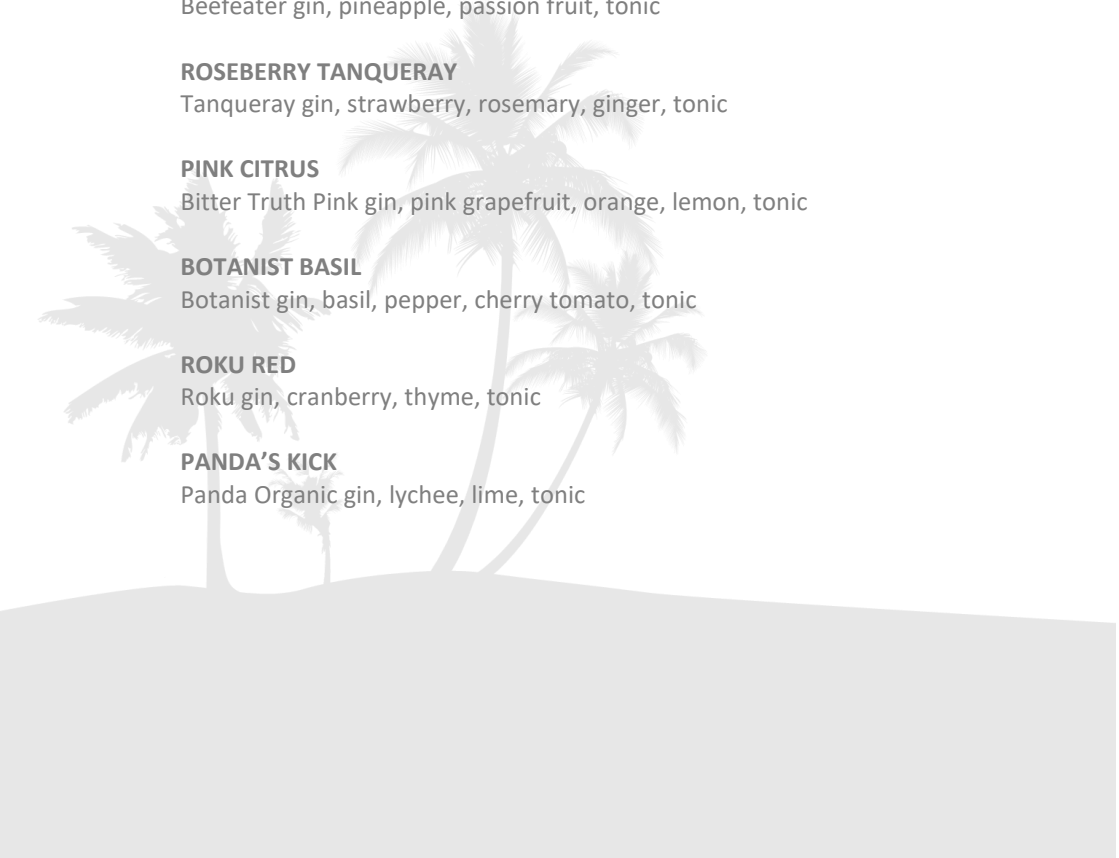 Beefeater gin, pineapple, passion fruit, tonic
ROSEBERRY TANQUERAY
Tanqueray gin, strawberry, rosemary, ginger, tonic
PINK CITRUS
Bitter Truth Pink gin, pink grapefruit, orange, lemon, tonic
BOTANIST BASIL
Botanist gin, basil, pepper, cherry tomato, tonic
ROKU RED
Roku gin, cranberry, thyme, tonic
PANDA’S KICK
Panda Organic gin, lychee, lime, tonic